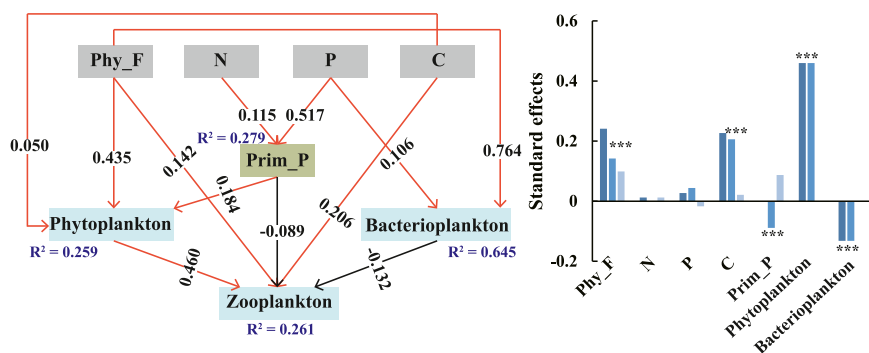 Phy_F
N
P
C
0.115
0.517
R² = 0.279
Prim_P
0.050
0.435
0.142
0.106
0.764
0.184
0.206
Phytoplankton
R² = 0.259
-0.089
Bacterioplankton
R² = 0.645
0.460
-0.132
Zooplankton
R² = 0.261
Standard effects
0.6
0.4
0.2
0
-0.2
***
***
***
***
***
Phy_F
N
P
C
Prim_P
Phytoplankton
Bacterioplankton